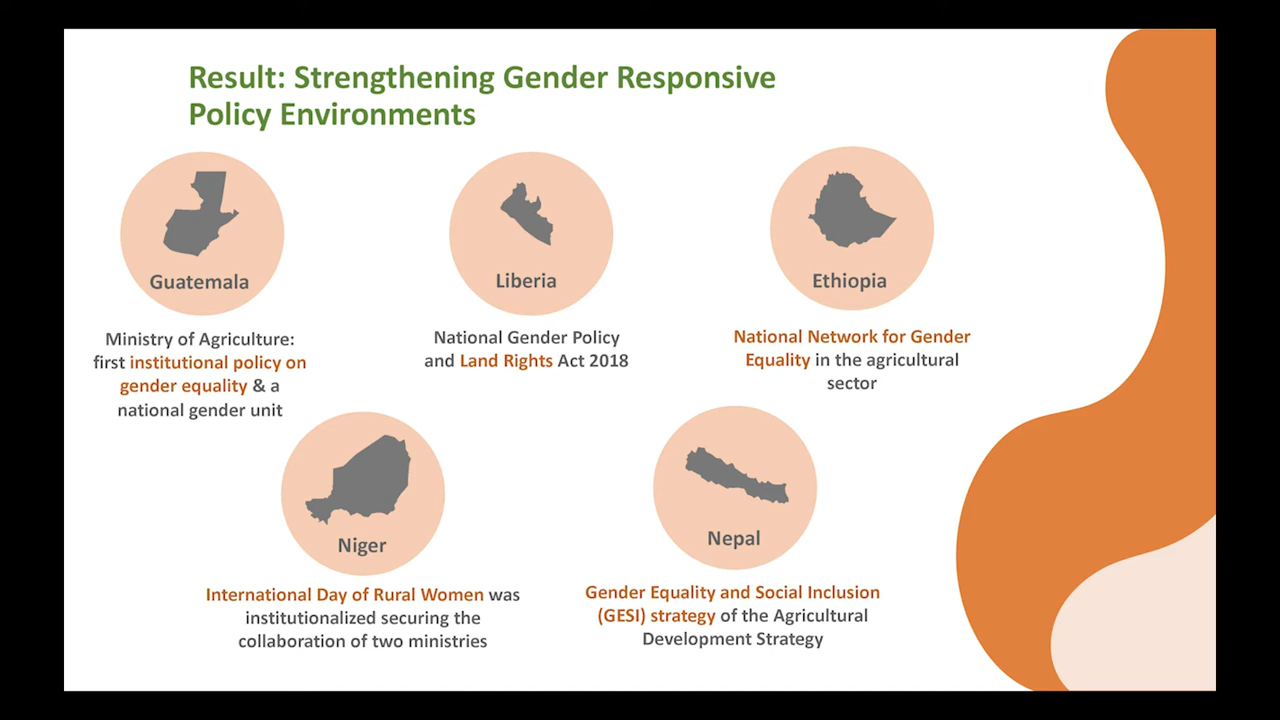 Result: Strengthening Gender Responsive
Policy Environments
Guatemala
Ministry of Agriculture:
first institutional policy on
gender equality & a
national gender unit
Liberia
National Gender Policy
and Land Rights Act 2018
Ethiopia
National Network for Gender
Equality in the agricultural
sector
Niger
International Day of Rural Women was
institutionalized securing the
collaboration of two ministries
Nepal
Gender Equality and Social Inclusion
(GESI) strategy of the Agricultural
Development Strategy